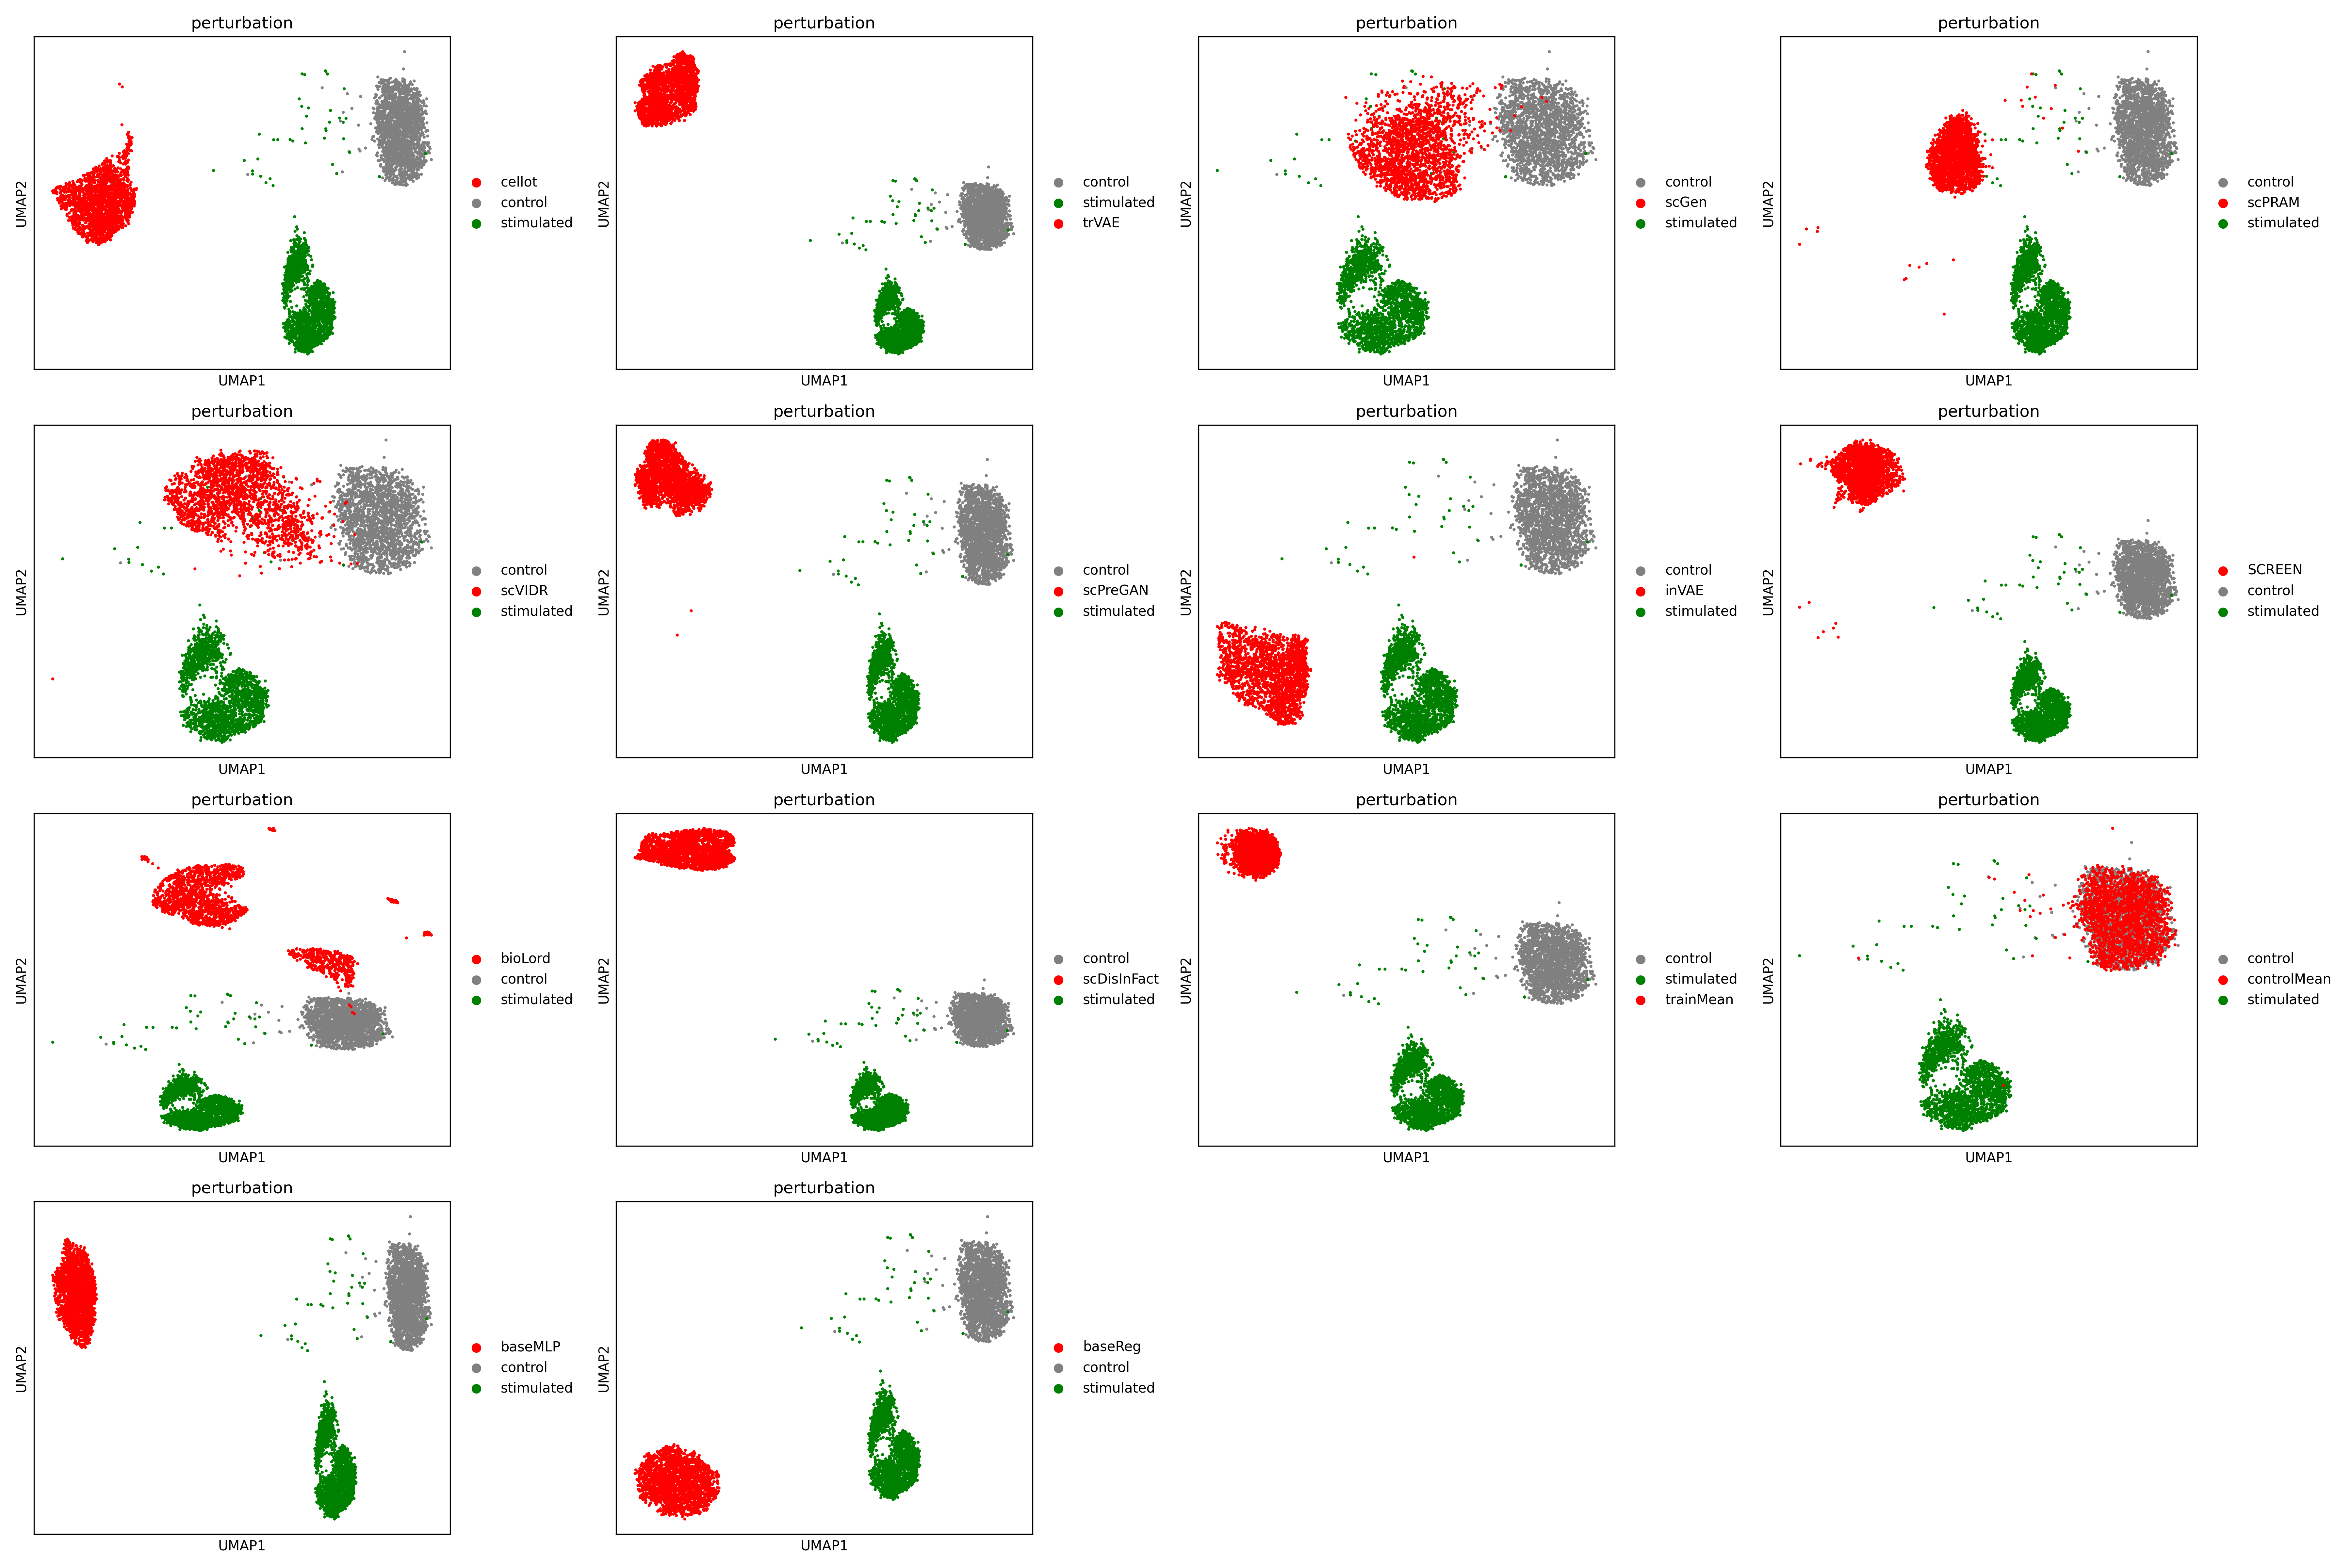 perturbation
UMAP2
UMAP1
cellot
control
stimulated
perturbation
UMAP2
UMAP1
control
stimulated
trVAE
perturbation
UMAP2
UMAP1
control
scGen
stimulated
perturbation
UMAP2
UMAP1
control
scPRAM
stimulated
perturbation
UMAP2
UMAP1
control
scVIDR
stimulated
perturbation
UMAP2
UMAP1
control
scPreGAN
stimulated
perturbation
UMAP2
UMAP1
control
inVAE
stimulated
perturbation
UMAP2
UMAP1
SCREEN
control
stimulated
perturbation
UMAP2
UMAP1
bioLord
control
stimulated
perturbation
UMAP2
UMAP1
control
scDisInFact
stimulated
perturbation
UMAP2
UMAP1
control
stimulated
trainMean
perturbation
UMAP2
UMAP1
control
controlMean
stimulated
perturbation
UMAP2
UMAP1
baseMLP
control
stimulated
perturbation
UMAP2
UMAP1
baseReg
control
stimulated